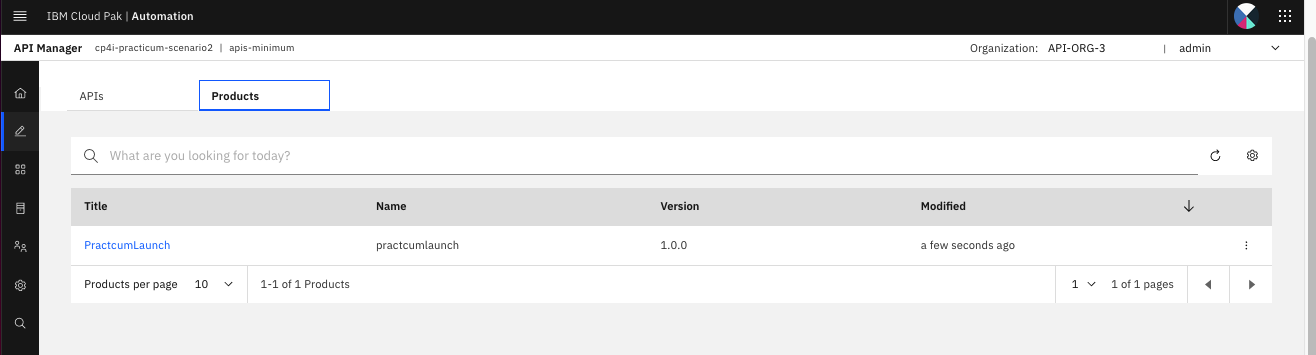 IBM Cloud Pak | Automation
API Manager cp4i-practicum-scenario2 | apis-minimum Organization: API-ORG-3 | admin
APIs Products
What are you looking for today?
Title Name Version Modified
PractcumLaunch practcumlaunch 1.0.0 a few seconds ago
Products per page 10 1-1 of 1 Products 1 1 of 1 pages